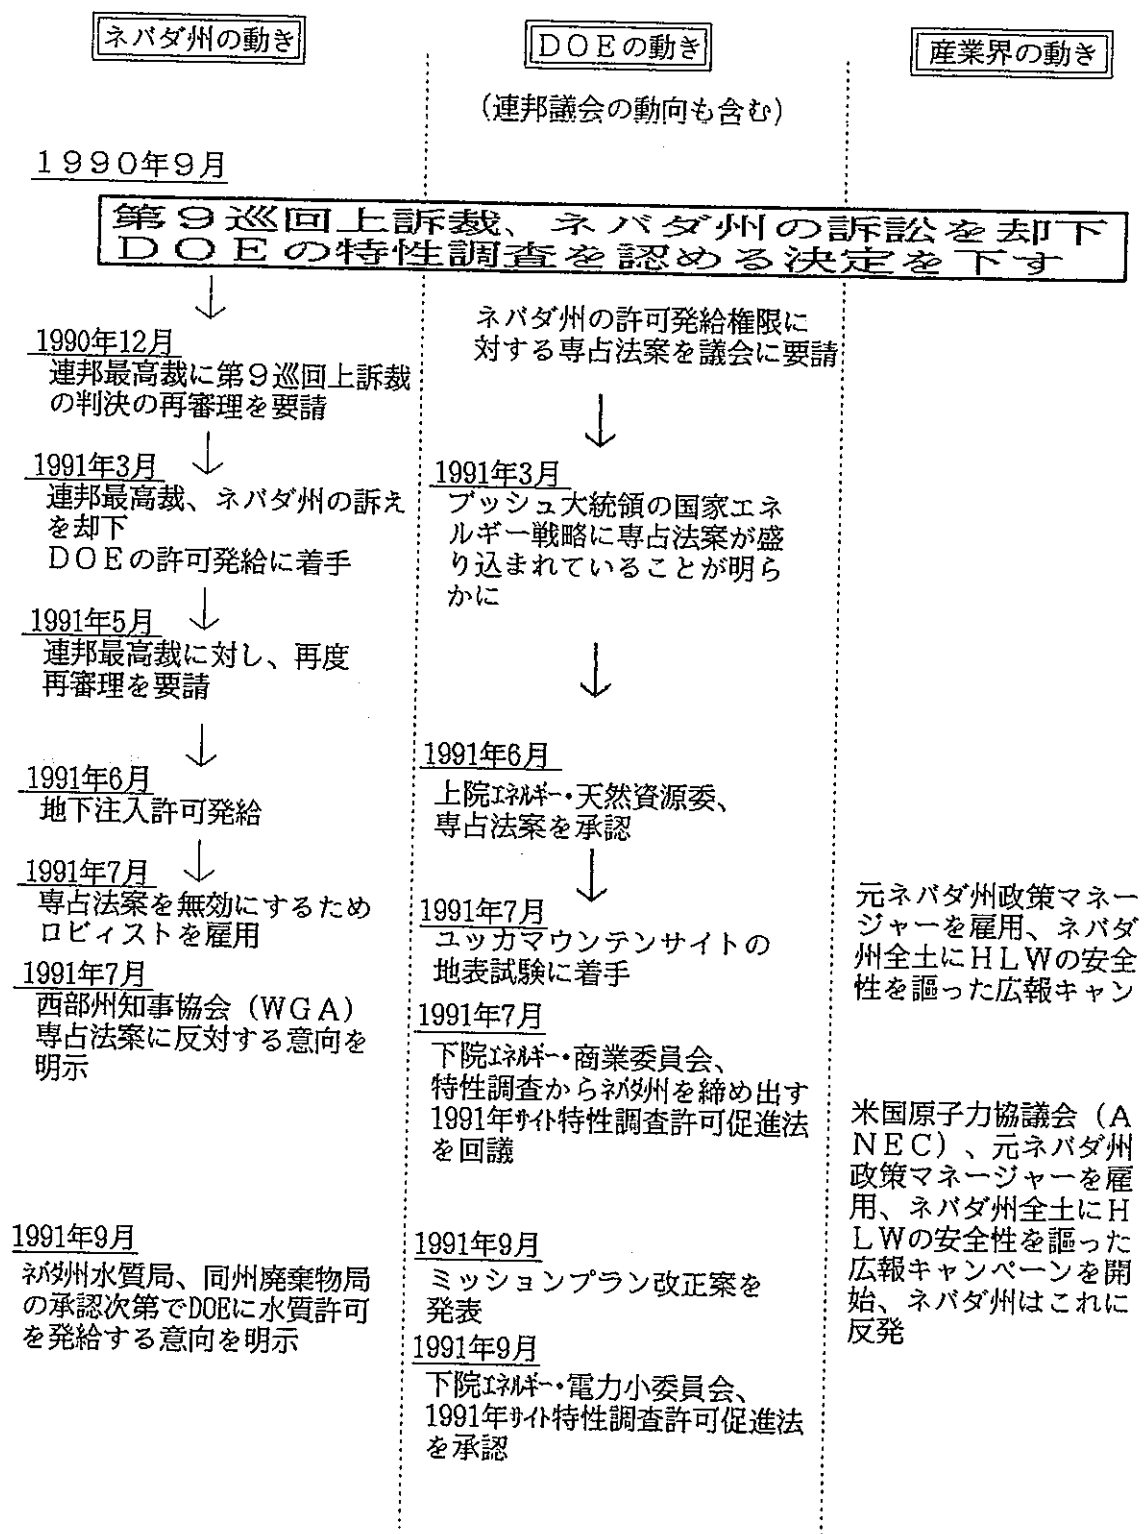 ネバダ州の動き
ＤＯＥの動き
（連邦議会の動向も含む）
産業界の動き
１９９０年９月
第９巡回上訴裁、ネバダ州の訴訟を却下
ＤＯＥの特性調査を認める決定を下す
1990年12月
連邦最高裁に第９巡回上訴裁
の判決の再審理を要請
1991年3月
連邦最高裁、ネバダ州の訴え
を却下
ＤＯＥの許可発給に着手
1991年5月
連邦最高裁に対し、再度
再審理を要請
1991年6月
地下注入許可発給
1991年7月
専占法案を無効にするため
ロビィストを雇用
1991年7月
西部州知事協会（ＷＧＡ）
専占法案に反対する意向を
明示
1991年9月
ﾈﾊﾞﾀﾞ州水質局、同州廃棄物局
の承認次第でDOEに水質許可
を発給する意向を明示
ネバダ州の許可発給権限に
対する専占法案を議会に要請
1991年3月
ブッシュ大統領の国家エネ
ルギー戦略に専占法案が盛
り込まれていることが明ら
かに
1991年6月
上院ｴﾈﾙｷﾞｰ・天然資源委、
専占法案を承認
1991年7月
ユッカマウンテンサイトの
地表試験に着手
1991年7月
下院ｴﾈﾙｷﾞｰ・商業委員会、
特性調査からﾈﾊﾞﾀﾞ州を締め出す
1991年ｻｲﾄ特性調査許可促進法
を回議
1991年9月
ミッションプラン改正案を
発表
1991年9月
下院ｴﾈﾙｷﾞｰ・電力小委員会、
1991年ｻｲﾄ特性調査許可促進法
を承認
元ネバダ州政策マネー
ジャーを雇用、ネバダ
州全土にＨＬＷの安全
性を謳った広報キャン
米国原子力協議会（Ａ
ＮＥＣ）、元ネバダ州
政策マネージャーを雇
用、ネバダ州全土にＨ
ＬＷの安全性を謳った
広報キャンペーンを開
始、ネバダ州はこれに
反発